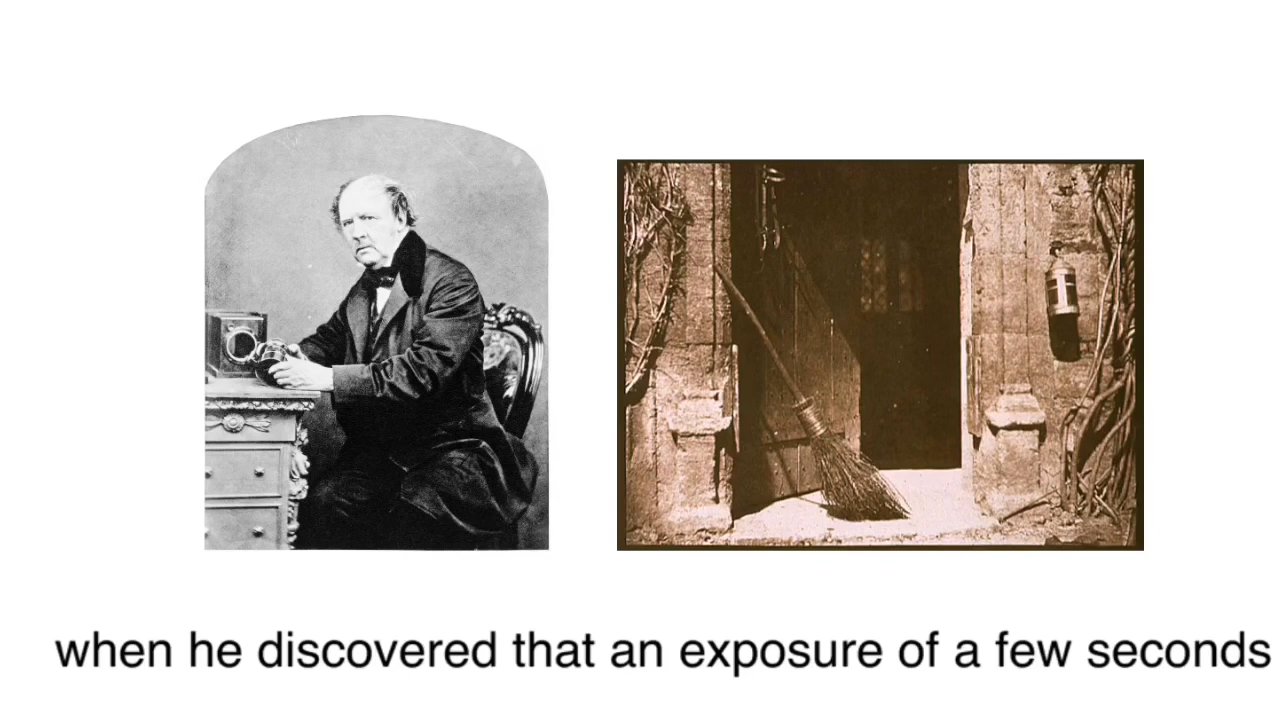 when he discovered that an exposure of a few seconds